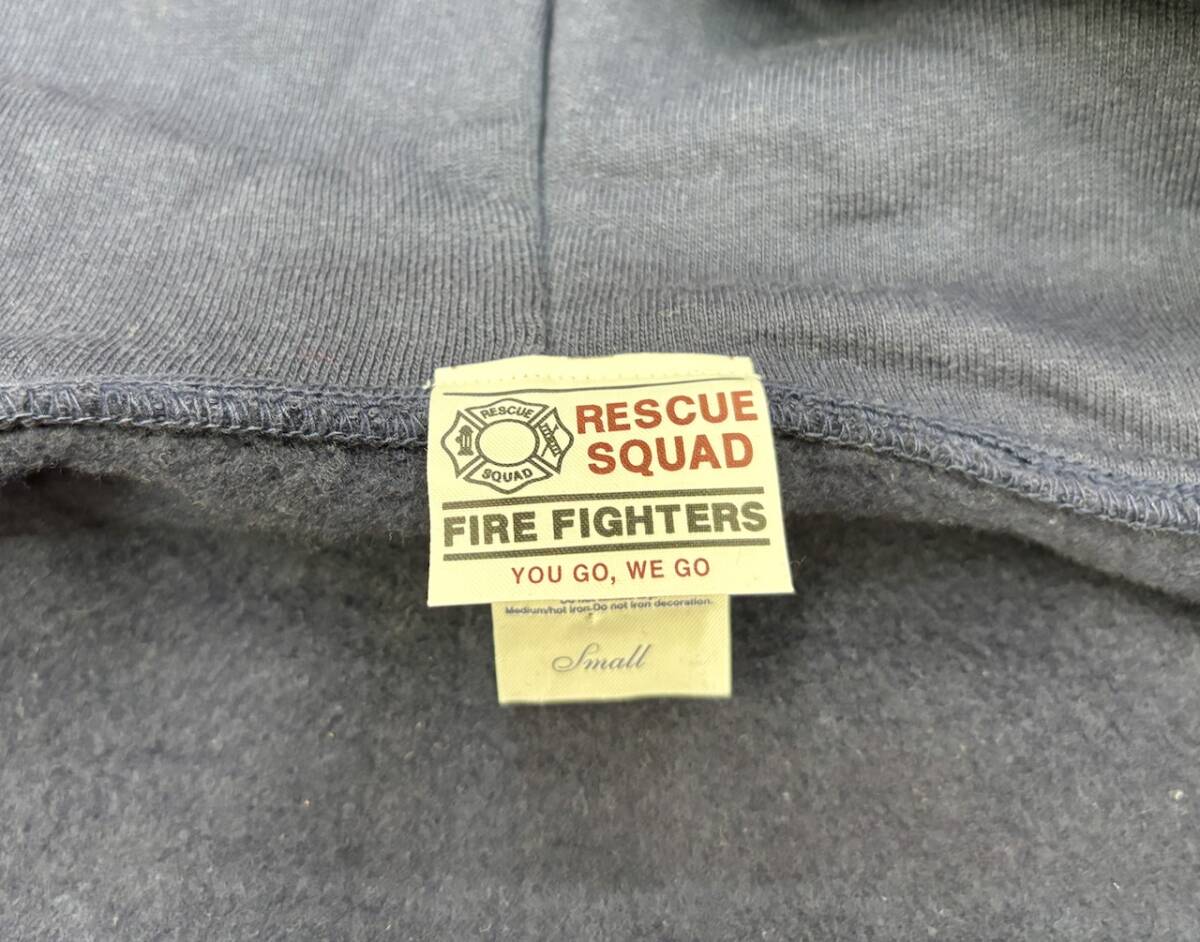 RESCUE
SQUAD
RESCUE
SQUAD
FIRE FIGHTERS
YOU GO, WE GO
Medium/hot iron.Do not iron decoration.
Small